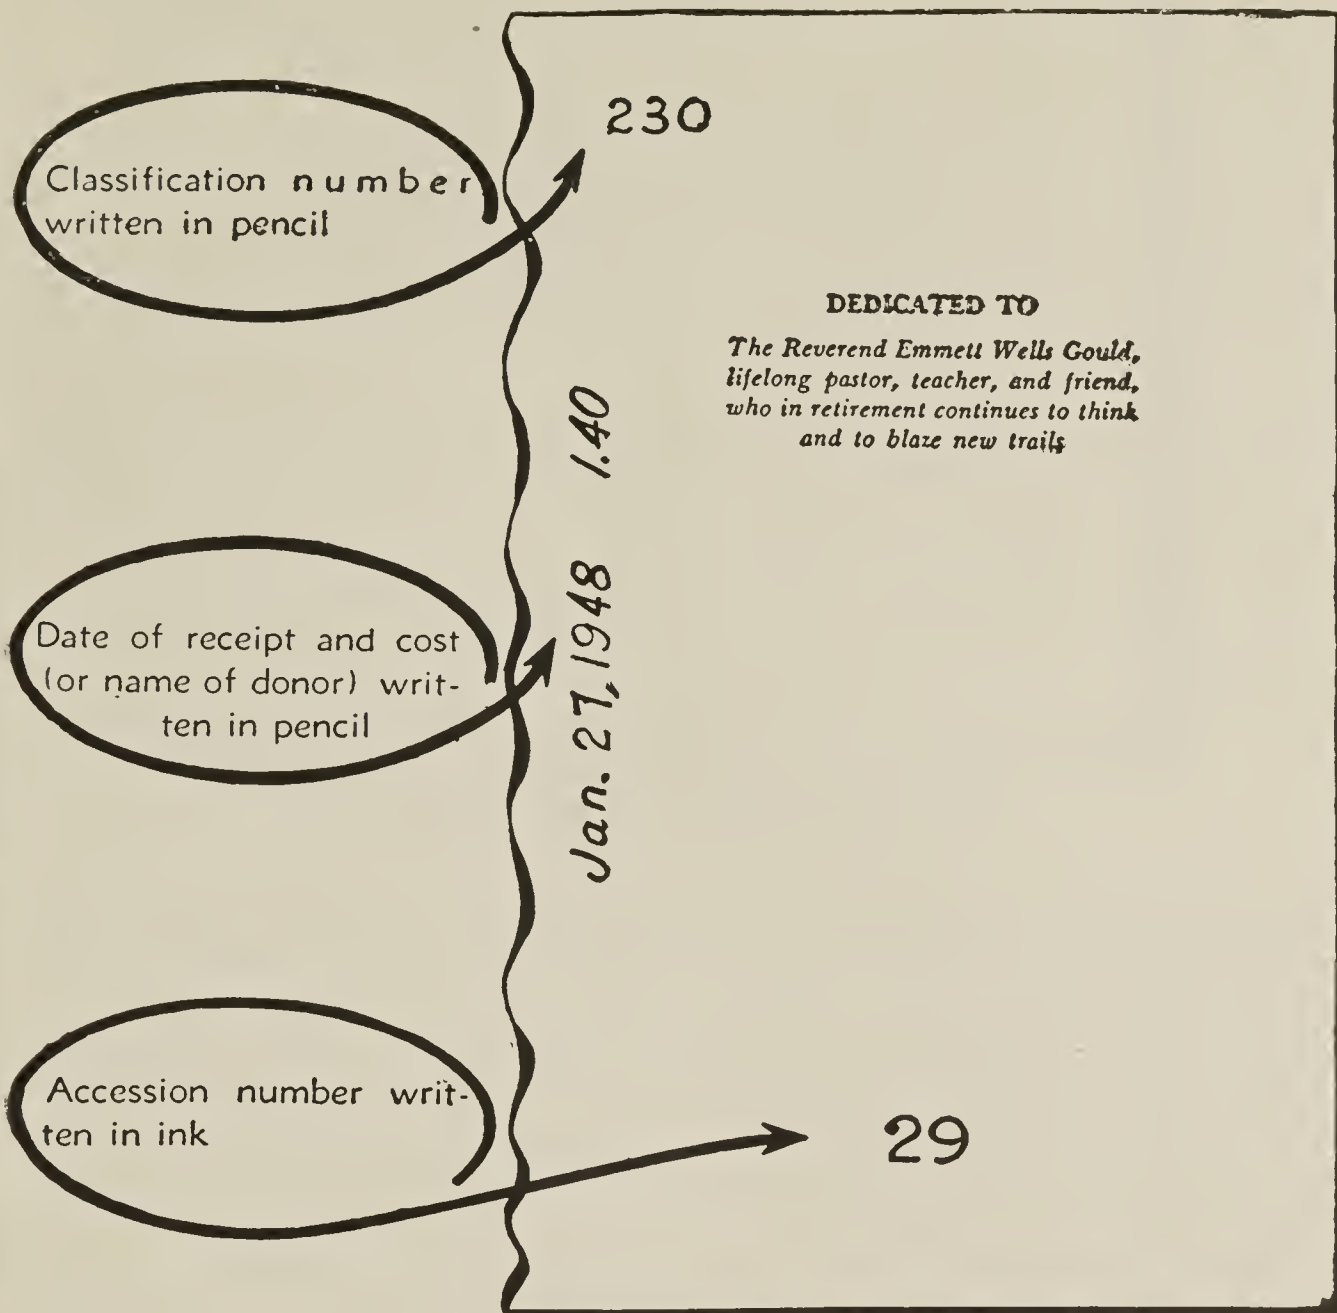 230
Classification number
written in pencil
DEDICATED TO
The Reverend Emmett Wells Gould,
lifelong pastor, teacher, and friend,
who in retirement continues to think
and to blaze new trails
Jan. 27, 1948 1.40
Date of receipt and cost
(or name of donor) writ-
ten in pencil
Accession number writ-
ten in ink
29